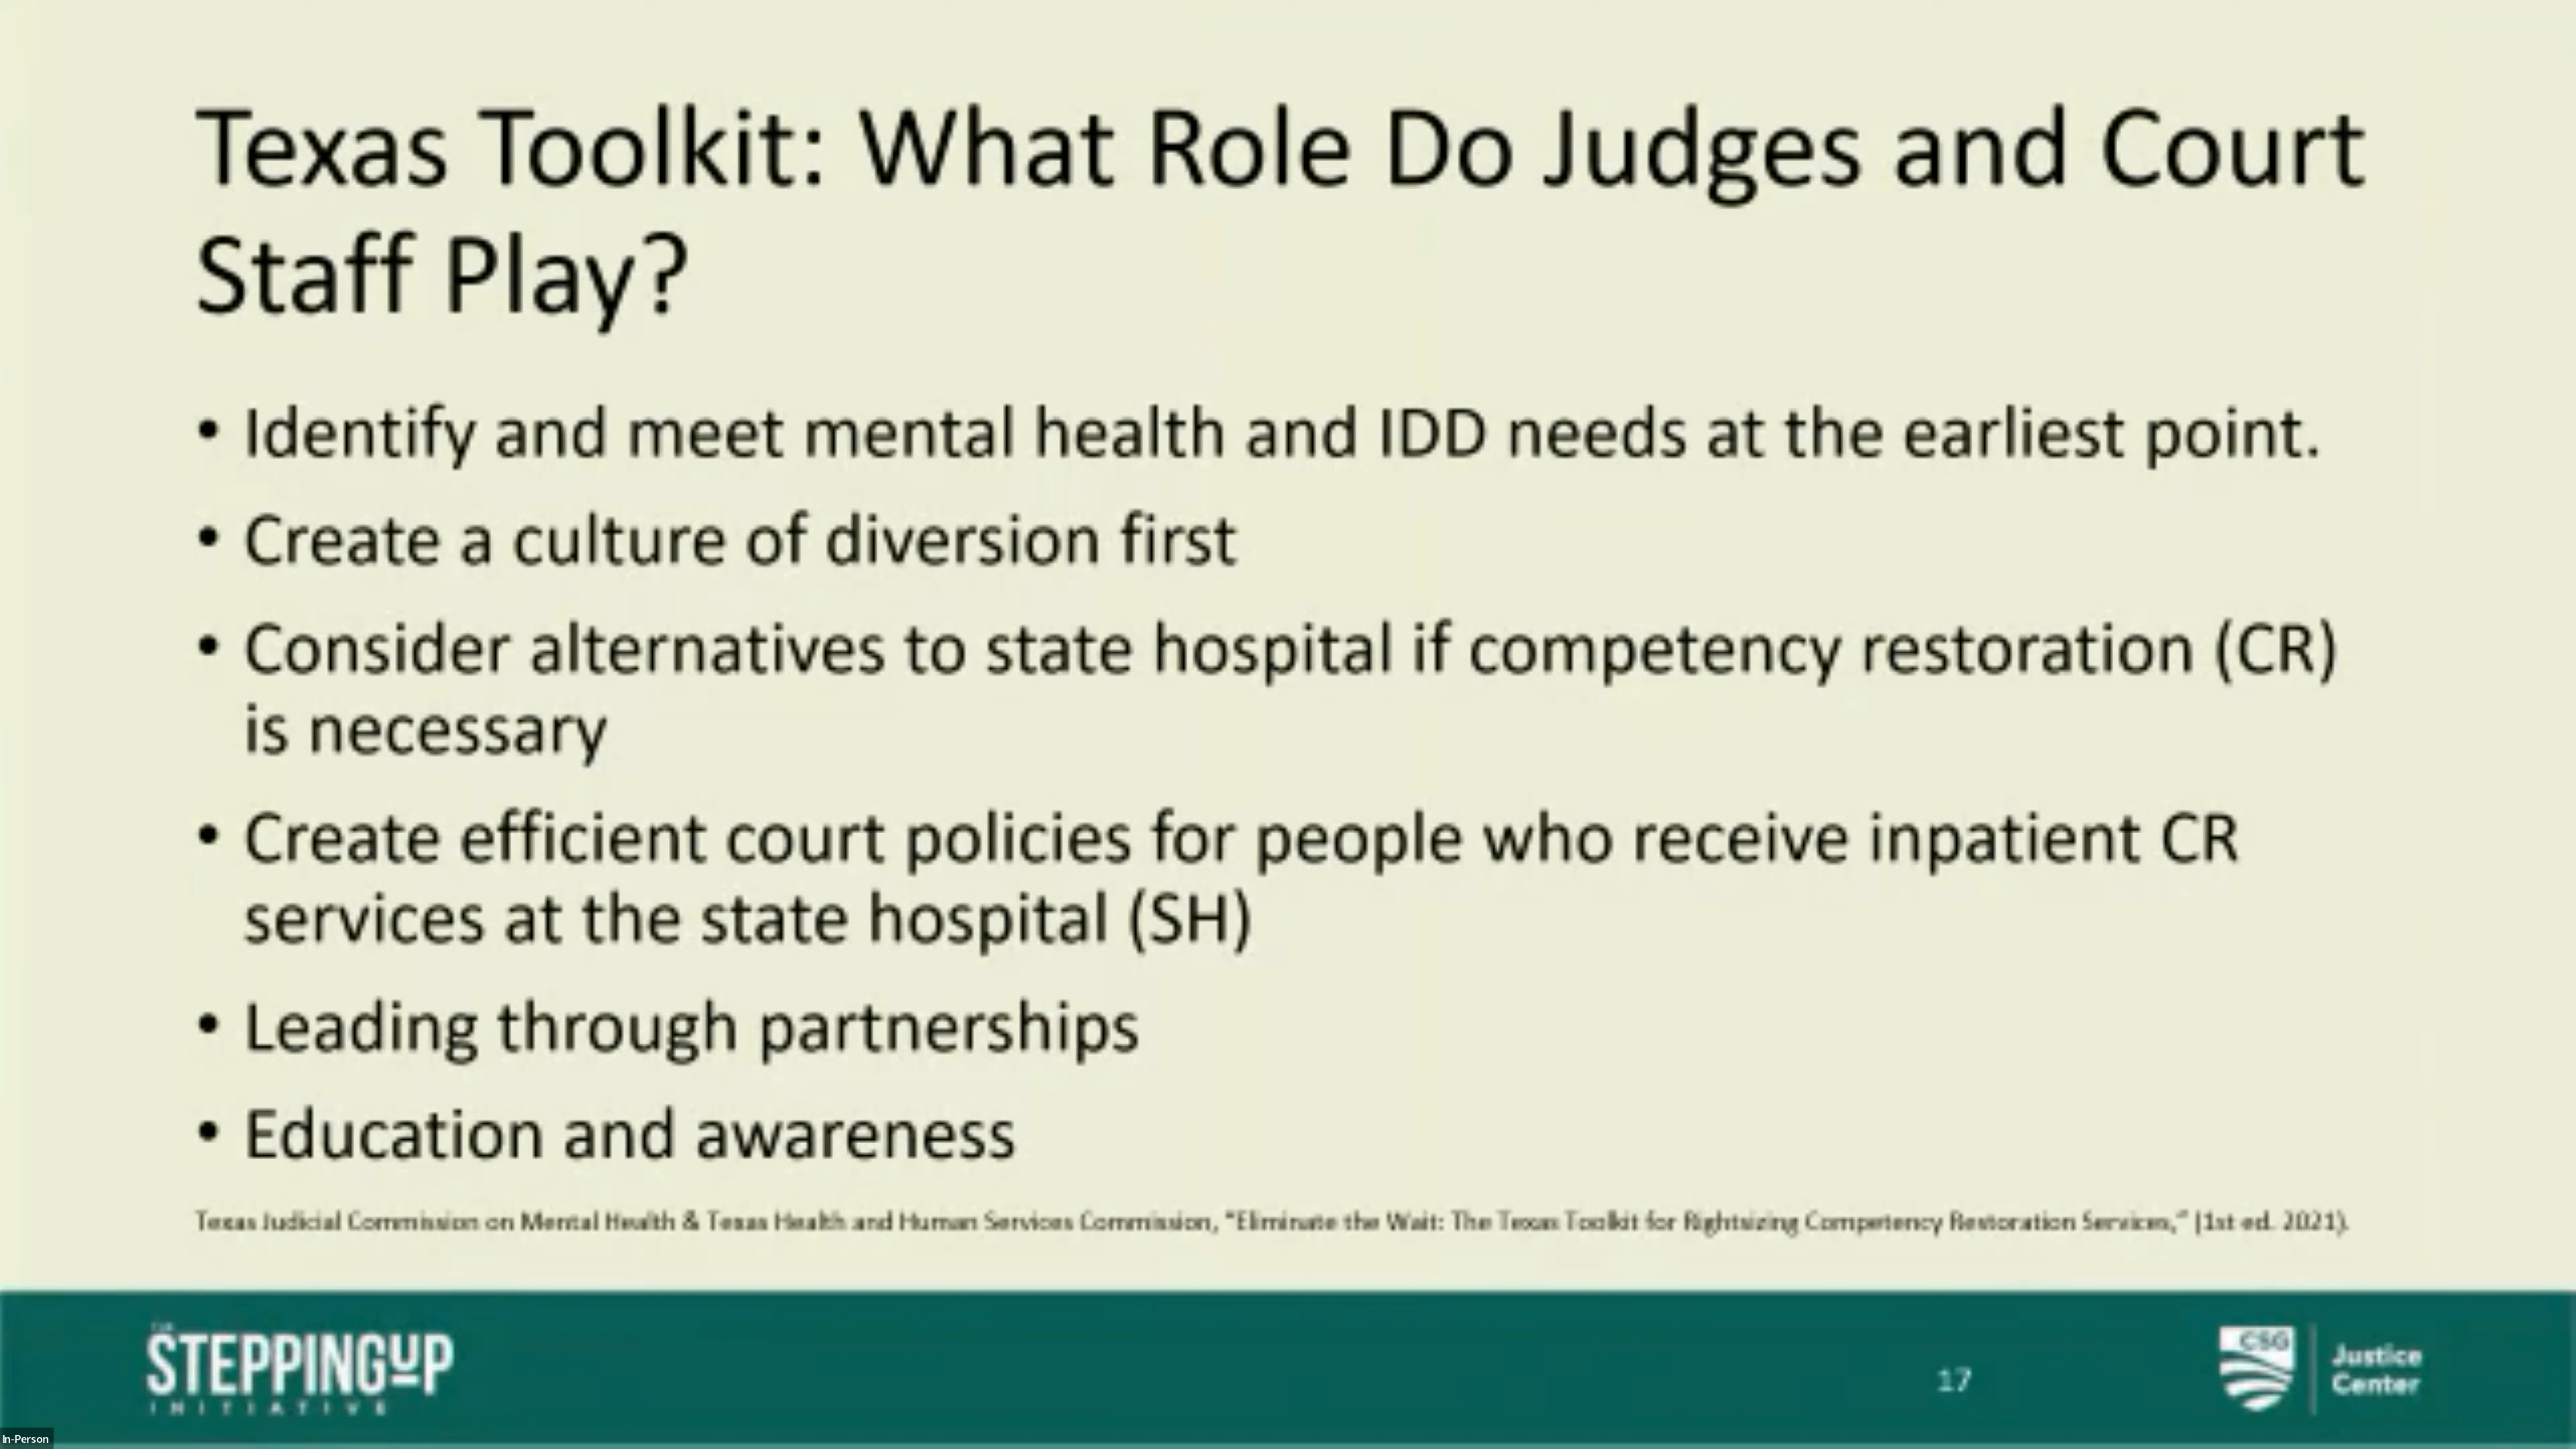 Texas Toolkit: What Role Do Judges and Court
Staff Play?
• Identify and meet mental health and IDD needs at the earliest point.
• Create a culture of diversion first
• Consider alternatives to state hospital if competency restoration (CR)
is necessary
• Create efficient court policies for people who receive inpatient CR
services at the state hospital (SH)
• Leading through partnerships
• Education and awareness
Texas Judicial Commission on Mental Health & Texas Health and Human Services Commission, "Eliminate the Wait: The Texas Toolkit for Rightsizing Competency Restoration Services," (1st ed. 2021).
THE
STEPPING UP
INITIATIVE
17
CSG
Justice
Center
In-Person